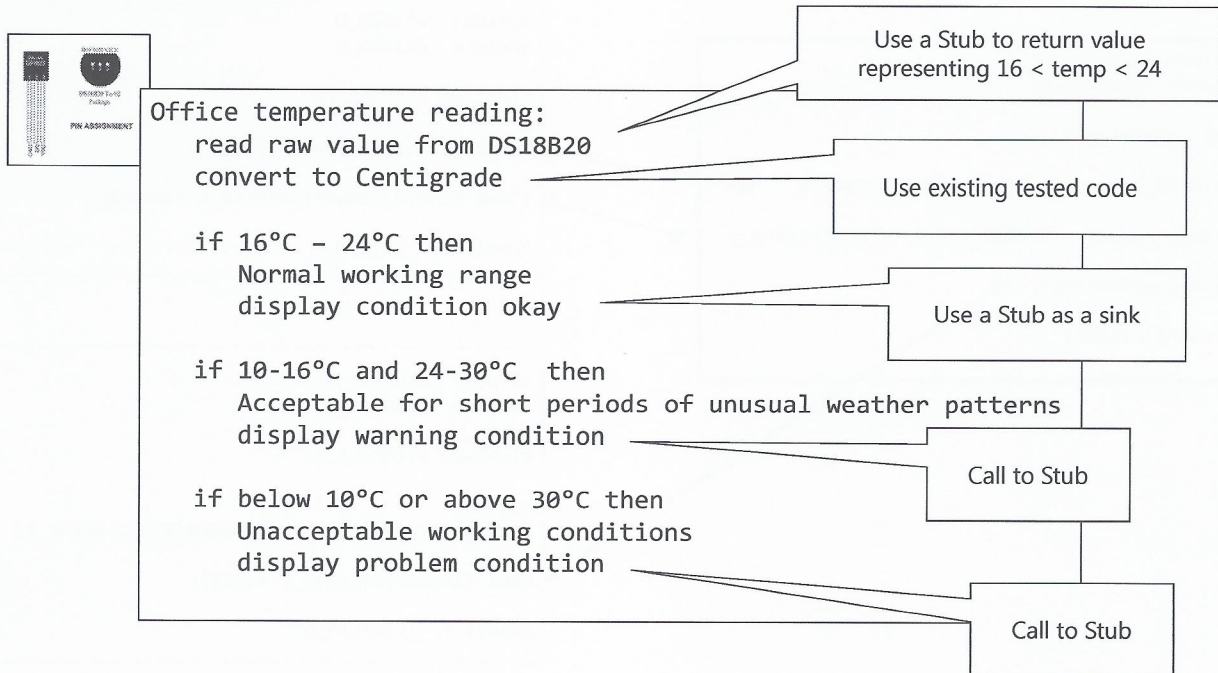 PIN ASSIGNMENT
Use a Stub to return value
representing 16 < temp < 24
Office temperature reading:
read raw value from DS18B20
convert to Centigrade
Use existing tested code
if 16°C – 24°C then
Normal working range
display condition okay
Use a Stub as a sink
if 10-16°C and 24-30°C  then
Acceptable for short periods of unusual weather patterns
display warning condition
Call to Stub
if below 10°C or above 30°C then
Unacceptable working conditions
display problem condition
Call to Stub